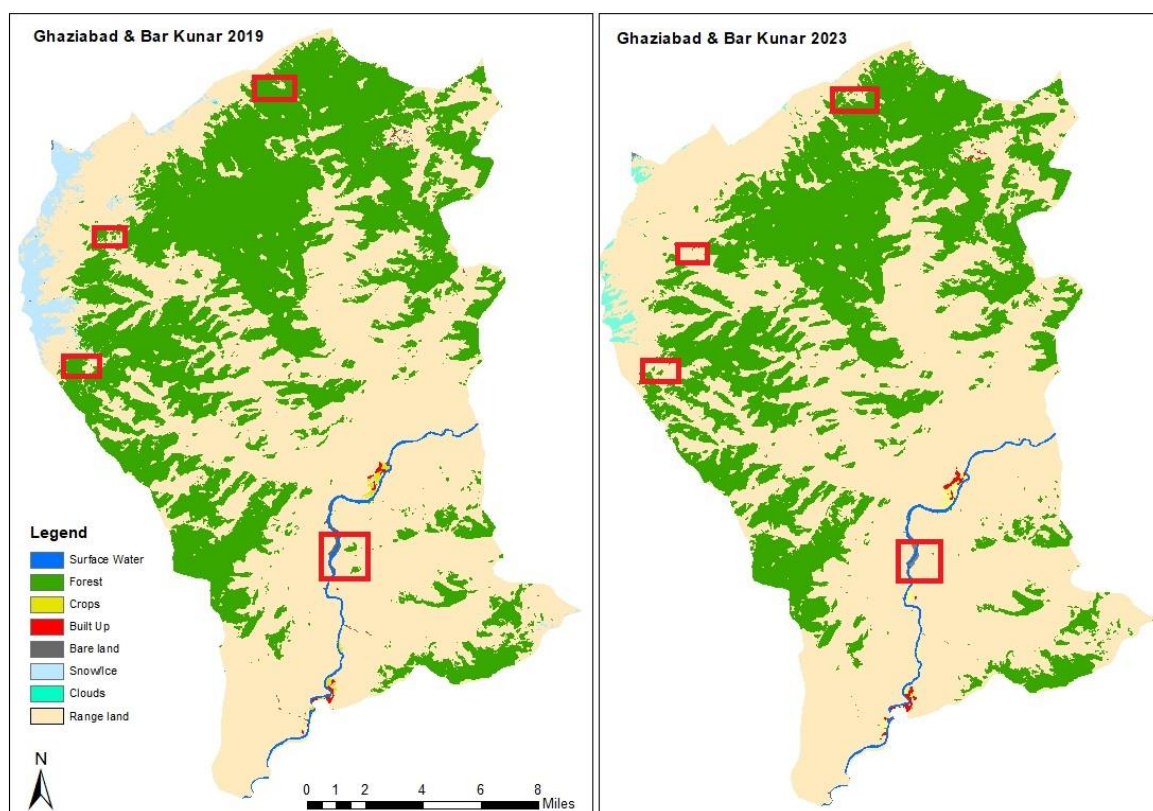 Ghaziabad & Bar Kunar 2019
Ghaziabad & Bar Kunar 2023
Legend
Surface Water
Forest
Crops
Built Up
Bare land
Snow/Ice
Clouds
Range land
N
0 1 2 4 6 8
Miles